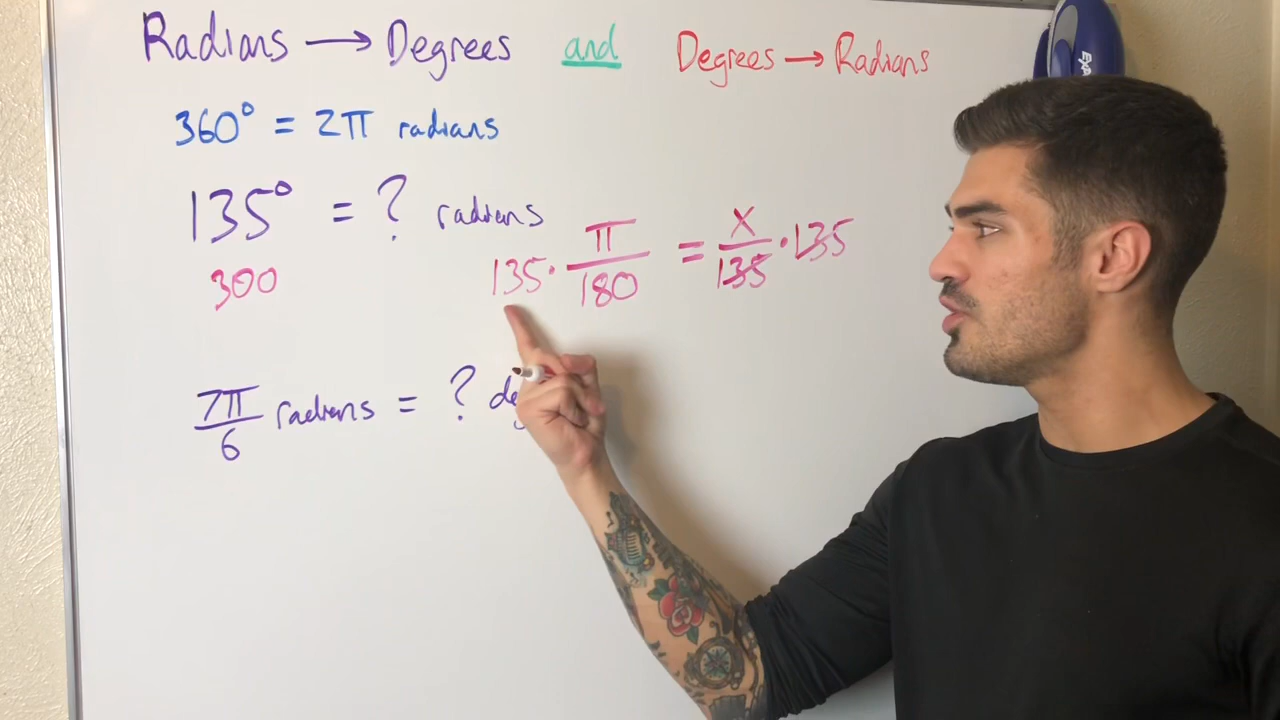 Radians → Degrees and Degrees → Radians
360° = 2π radians
135° = ? radians
300
135 · π/180 = x/135 · 135
7π/6 radians = ?